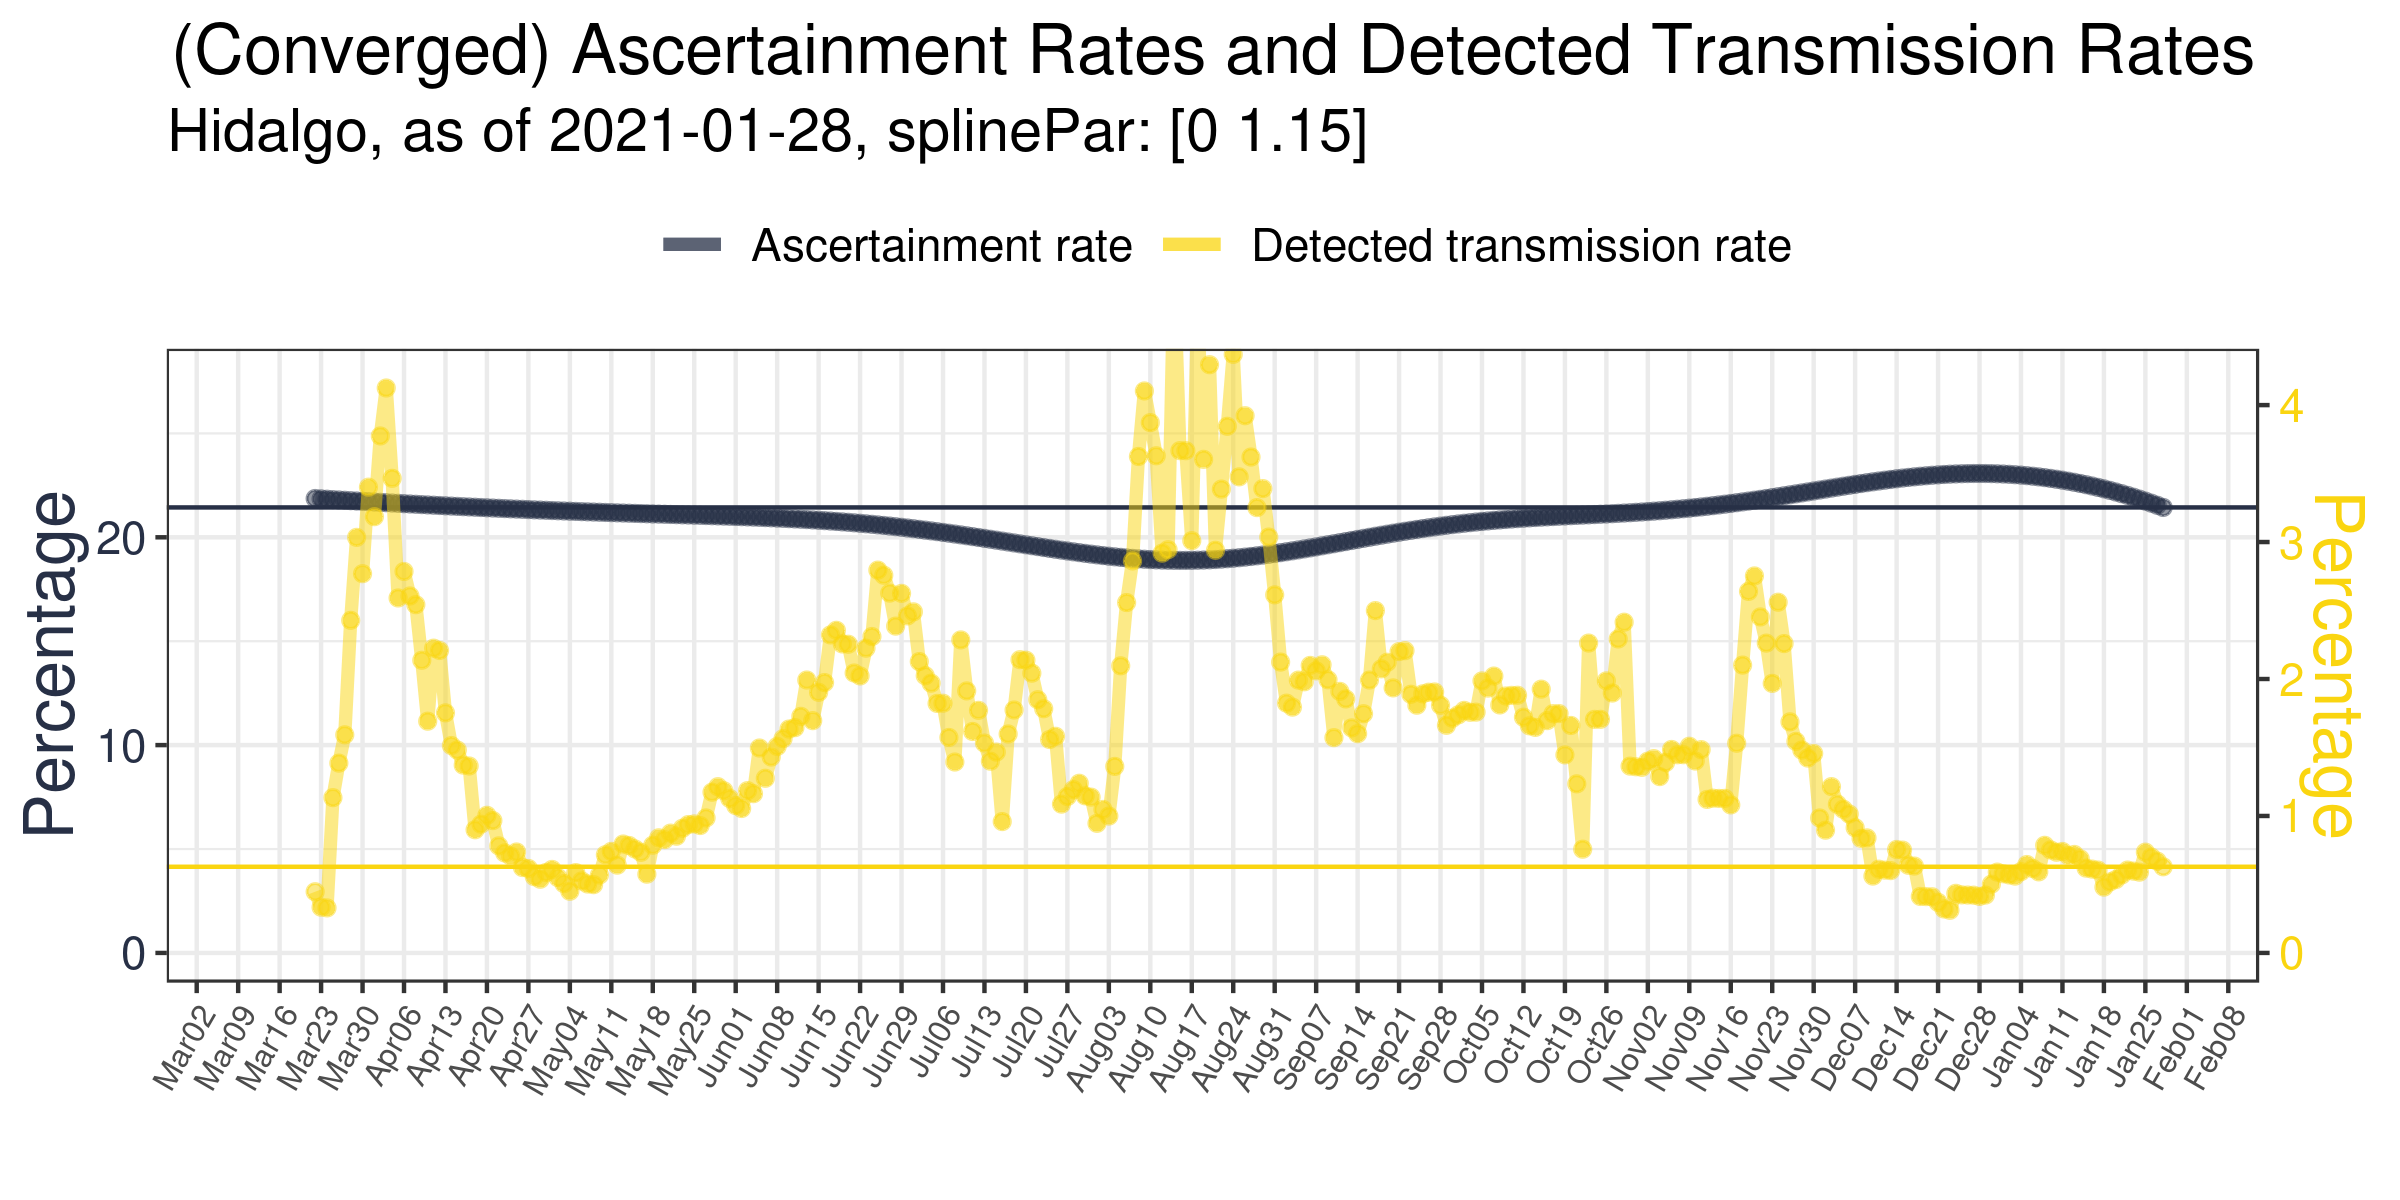 (Converged) Ascertainment Rates and Detected Transmission Rates
Hidalgo, as of 2021-01-28, splinePar: [0 1.15]
Ascertainment rate
Detected transmission rate
Percentage
20
10
0
4
3
2
1
0
Percentage
Mar02
Mar09
Mar16
Mar23
Mar30
Apr06
Apr13
Apr20
Apr27
May04
May11
May18
May25
Jun01
Jun08
Jun15
Jun22
Jun29
Jul06
Jul13
Jul20
Jul27
Aug03
Aug10
Aug17
Aug24
Aug31
Sep07
Sep14
Sep21
Sep28
Oct05
Oct12
Oct19
Oct26
Nov02
Nov09
Nov16
Nov23
Nov30
Dec07
Dec14
Dec21
Dec28
Jan04
Jan11
Jan18
Jan25
Feb01
Feb08